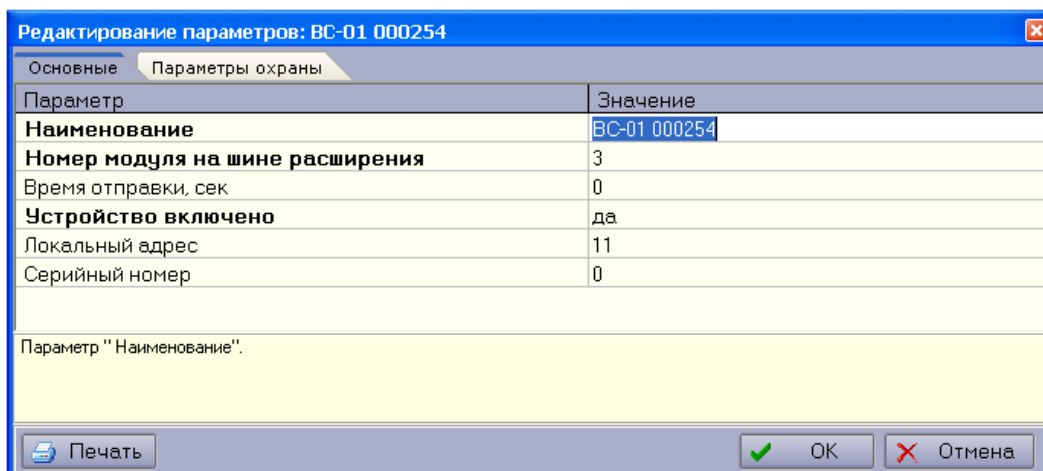 Редактирование параметров: ВС-01 000254
Основные Параметры охраны
Параметр Значение
Наименование ВС-01 000254
Номер модуля на шине расширения 3
Время отправки, сек 0
Устройство включено да
Локальный адрес 11
Серийный номер 0
Параметр "Наименование".
Печать OK Отмена